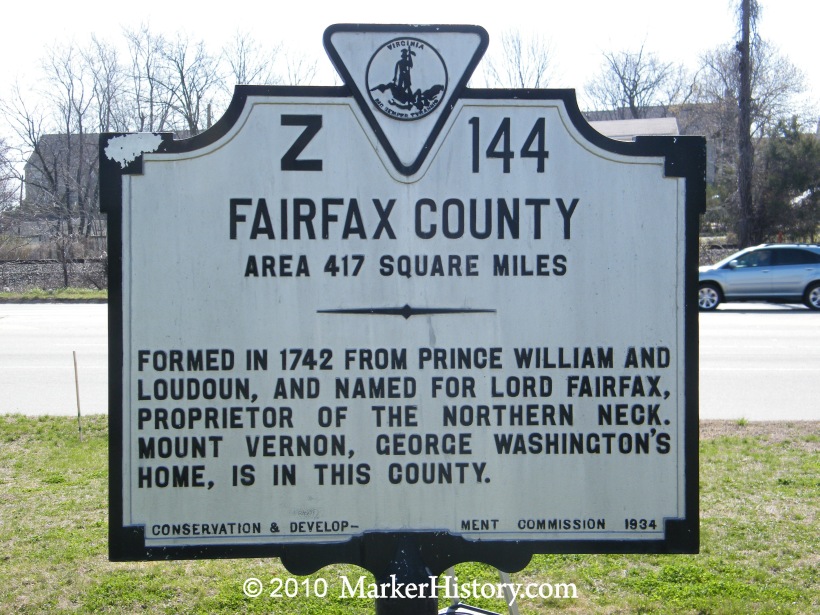 VIRGINIA
Z 144
FAIRFAX COUNTY
AREA 417 SQUARE MILES
FORMED IN 1742 FROM PRINCE WILLIAM AND
LOUDOUN, AND NAMED FOR LORD FAIRFAX,
PROPRIETOR OF THE NORTHERN NECK.
MOUNT VERNON, GEORGE WASHINGTON'S
HOME, IS IN THIS COUNTY.
CONSERVATION & DEVELOP- MENT COMMISSION 1934
© 2010 MarkerHistory.com